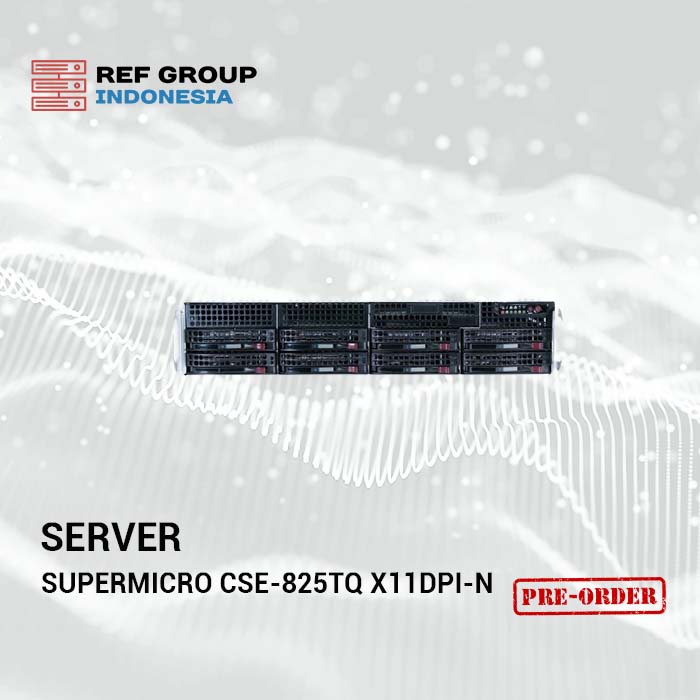 REF GROUP
INDONESIA
SERVER
SUPERMICRO CSE-825TQ X11DPI-N
PRE-ORDER